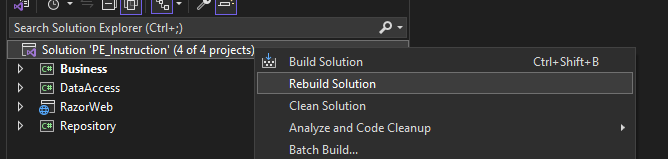 Search Solution Explorer (Ctrl+;)
Solution 'PE_Instruction' (4 of 4 projects)
C# Business
C# DataAccess
RazorWeb
C# Repository
Build Solution Ctrl+Shift+B
Rebuild Solution
Clean Solution
Analyze and Code Cleanup
Batch Build...